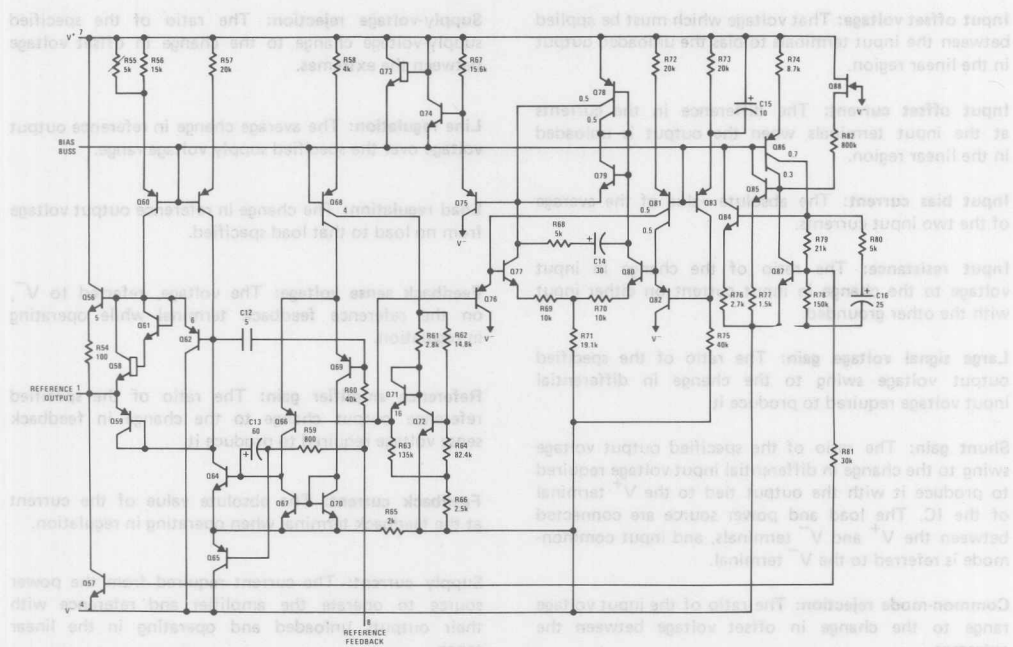 V+ 7
R55
5k
R56
15k
R57
20k
R58
4k
Q73
R67
15.6k
Q74
Q78
0.5
0.5
R72
20k
R73
20k
R74
8.7k
Q88
V-
C15
10
R82
800k
BIAS
BUSS
Q60
Q68
4
Q75
V-
Q79
Q81
0.5
0.5
Q83
Q86
0.7
0.3
Q85
Q84
R68
5k
C14
30
R79
21k
R80
5k
Q77
Q80
Q87
Q76
V-
R69
10k
R70
10k
Q82
V-
R76
2.7k
R77
1.5k
R78
150k
C16
25
Q56
Q61
Q62
C12
5
R54
100
Q58
R61
2.8k
R62
14.8k
R71
19.1k
R75
40k
Q69
REFERENCE 1
OUTPUT
R60
40k
Q71
16
Q59
C13
60
Q66
R59
800
Q72
R63
135k
R64
82.4k
R81
30k
Q64
Q67
Q70
R65
2k
R66
2.5k
Q65
Q57
V- 4
8
REFERENCE
FEEDBACK
Input offset voltage: That voltage which must be applied
between the input terminals to bias the unloaded output
in the linear region.
Input offset current: The difference in the currents
at the input terminals when the output is unloaded
in the linear region.
Input bias current: The absolute value of the average
of the two input currents.
Input resistance: The ratio of the change in input
voltage to the change in input current on either input
with the other grounded.
Large signal voltage gain: The ratio of the specified
output voltage swing to the change in differential
input voltage required to produce it.
Shunt gain: The ratio of the specified output voltage
swing to the change in differential input voltage required
to produce it with the output tied to the V+ terminal
of the IC. The load and power source are connected
between the V+ and V- terminals, and input common-
mode is referred to the V- terminal.
Common-mode rejection: The ratio of the input voltage
range to the change in offset voltage between the
Supply-voltage rejection: The ratio of the specified
supply-voltage change to the change in offset voltage
between the extremes.
Line regulation: The average change in reference output
voltage over the specified supply voltage range.
Load regulation: The change in reference output voltage
from no load to that load specified.
Feedback sense voltage: The voltage, referred to V-,
on the reference feedback terminal while operating
in regulation.
Reference amplifier gain: The ratio of the specified
reference output change to the change in feedback
sense voltage required to produce it.
Feedback current: The absolute value of the current
at the feedback terminal when operating in regulation.
Supply current: The current required from the power
source to operate the amplifier and reference with
their outputs unloaded and operating in the linear